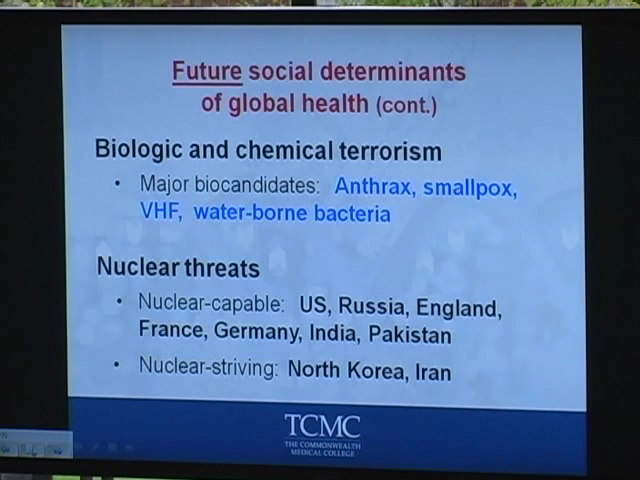 Future social determinants
of global health (cont.)
Biologic and chemical terrorism
• Major biocandidates: Anthrax, smallpox,
VHF, water-borne bacteria
Nuclear threats
• Nuclear-capable: US, Russia, England,
France, Germany, India, Pakistan
• Nuclear-striving: North Korea, Iran
TCMC
THE COMMONWEALTH
MEDICAL COLLEGE